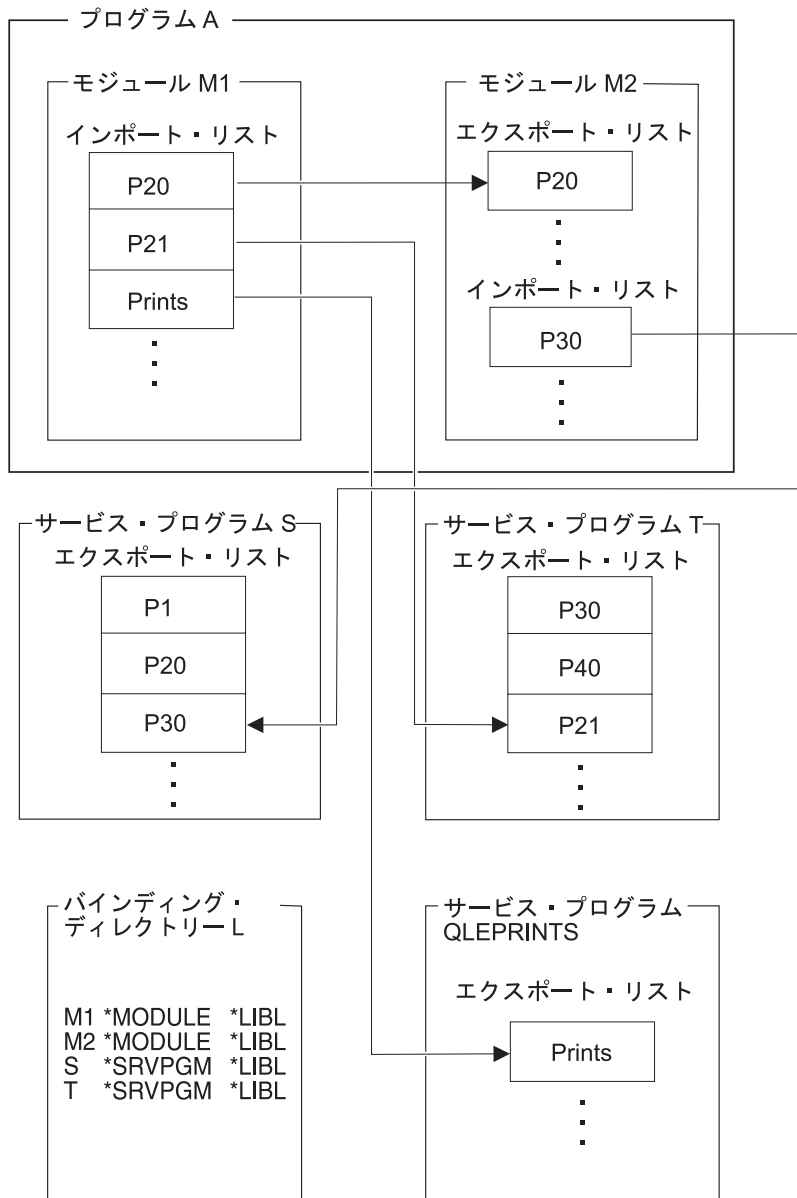 プログラム A
モジュール M1
インポート・リスト
P20
P21
Prints
モジュール M2
エクスポート・リスト
P20
インポート・リスト
P30
サービス・プログラム S
エクスポート・リスト
P1
P20
P30
サービス・プログラム T
エクスポート・リスト
P30
P40
P21
バインディング・
ディレクトリー L
M1 *MODULE *LIBL
M2 *MODULE *LIBL
S *SRVPGM *LIBL
T *SRVPGM *LIBL
サービス・プログラム
QLEPRINTS
エクスポート・リスト
Prints